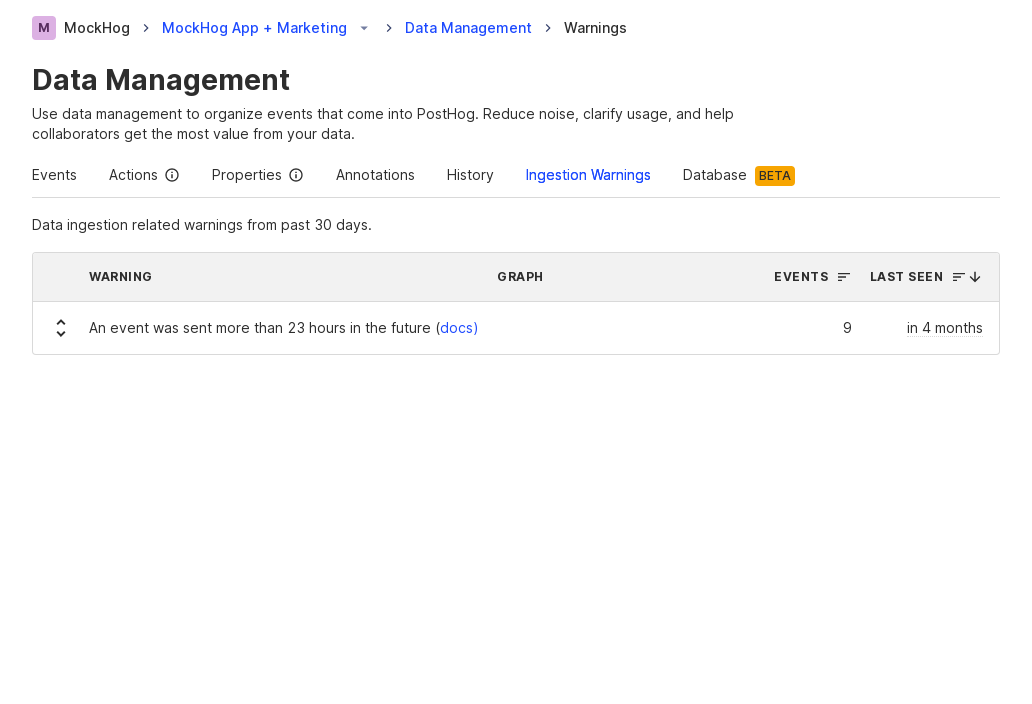 M MockHog MockHog App + Marketing Data Management Warnings
Data Management
Use data management to organize events that come into PostHog. Reduce noise, clarify usage, and help
collaborators get the most value from your data.
Events Actions Properties Annotations History Ingestion Warnings Database BETA
Data ingestion related warnings from past 30 days.
WARNING GRAPH EVENTS LAST SEEN
An event was sent more than 23 hours in the future (docs) 9 in 4 months